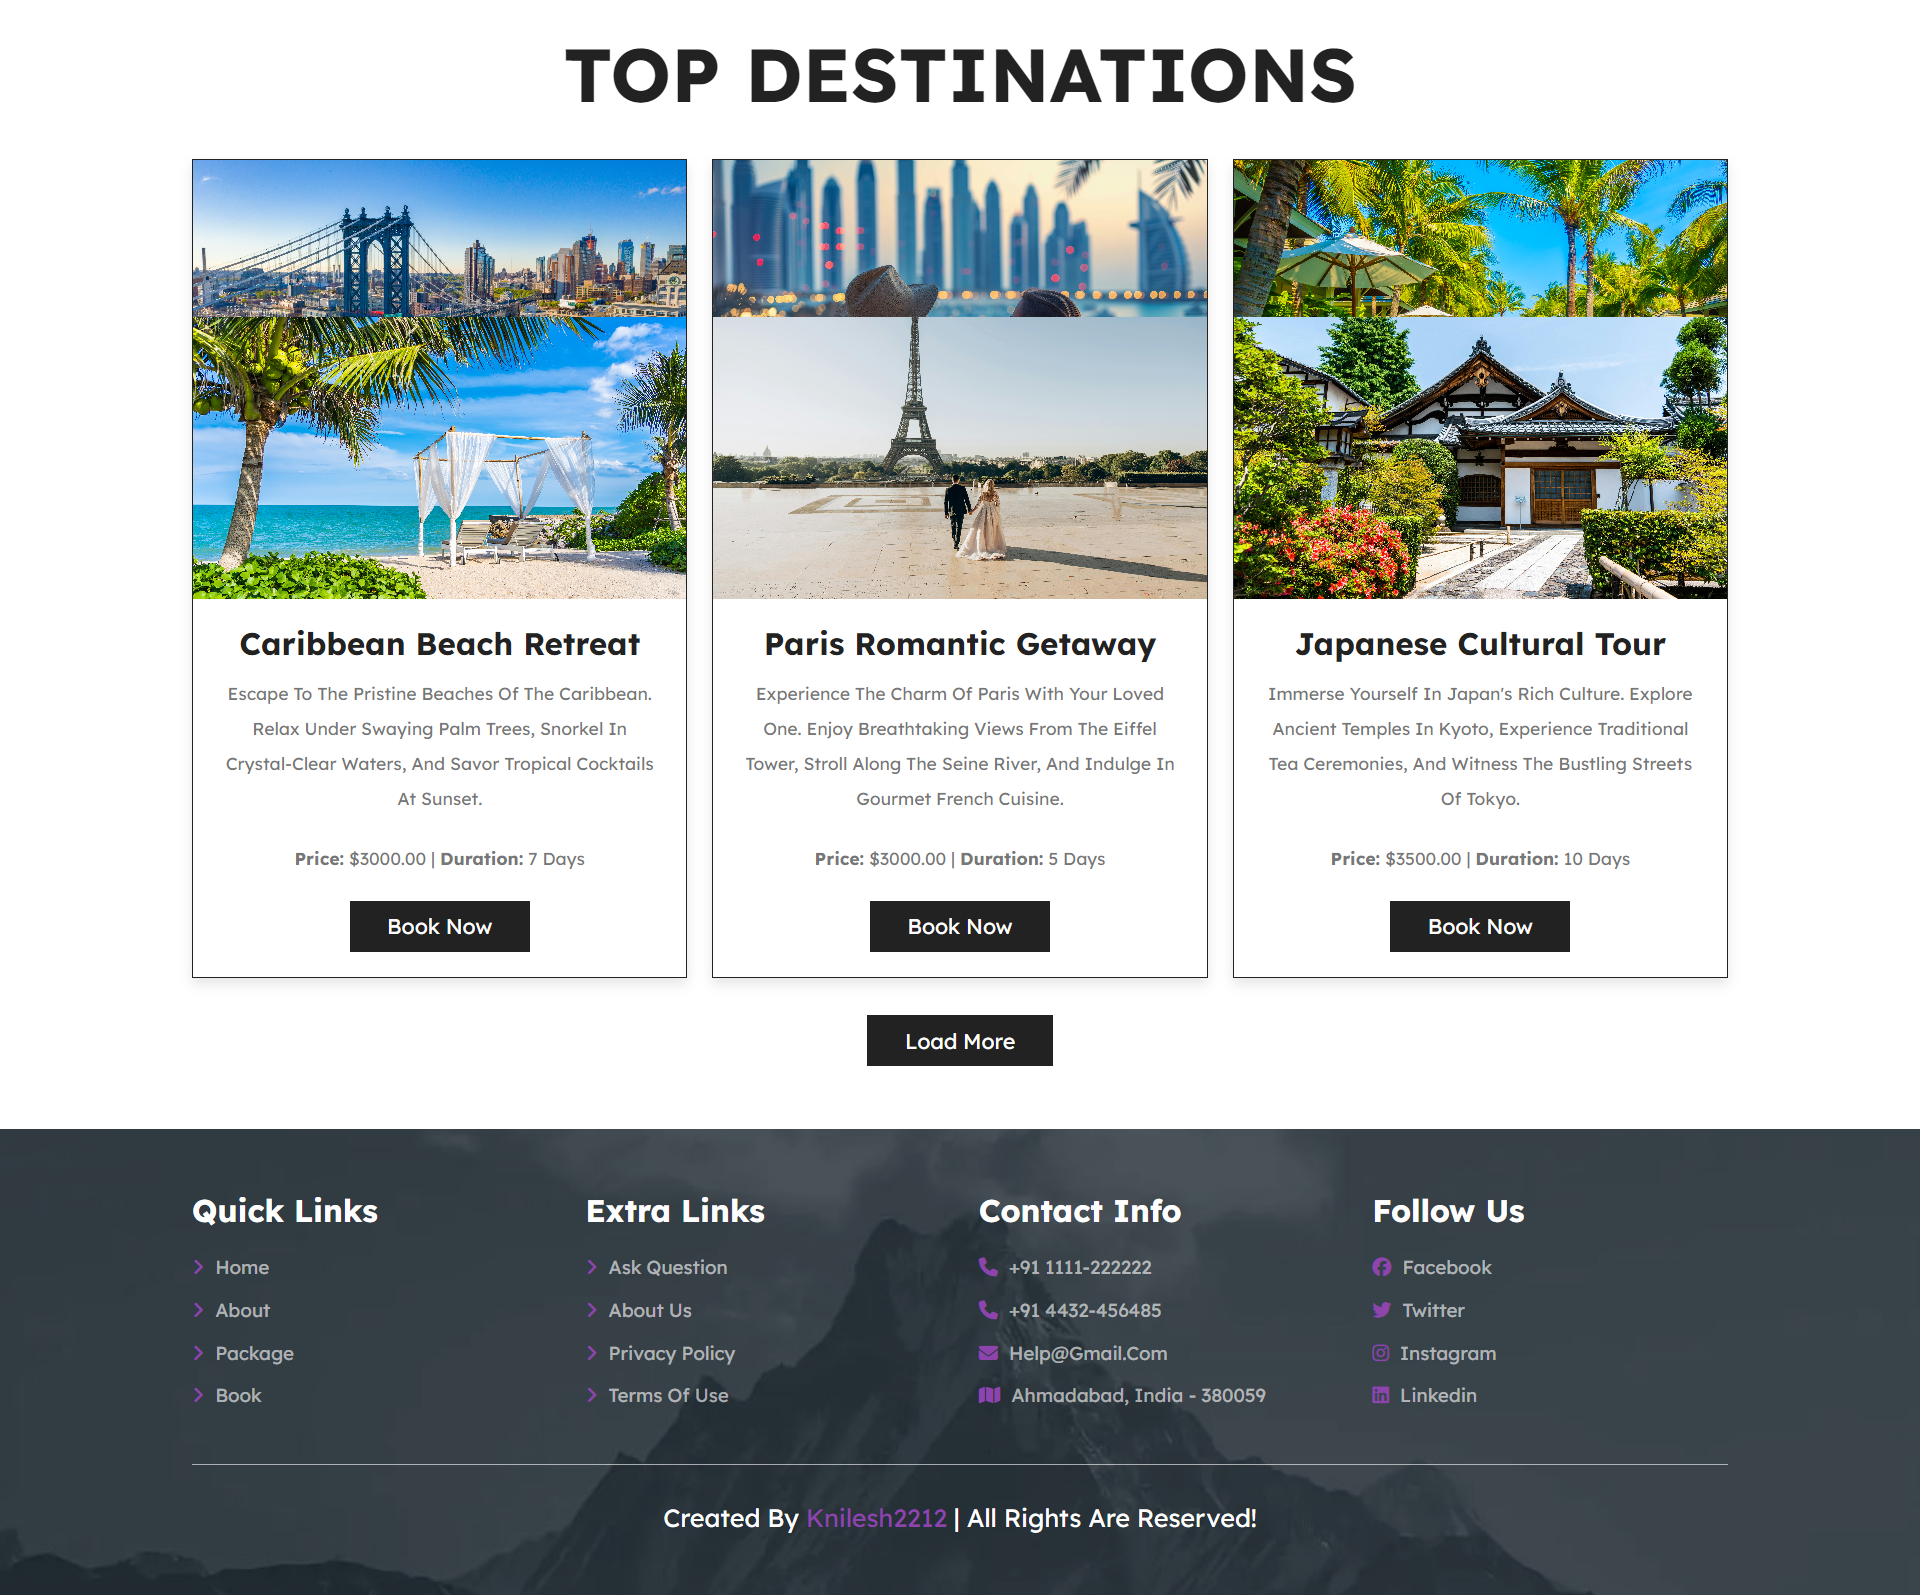 TOP DESTINATIONS
Caribbean Beach Retreat
Escape To The Pristine Beaches Of The Caribbean.
Relax Under Swaying Palm Trees, Snorkel In
Crystal-Clear Waters, And Savor Tropical Cocktails
At Sunset.
Price: $3000.00 | Duration: 7 Days
Book Now
Paris Romantic Getaway
Experience The Charm Of Paris With Your Loved
One. Enjoy Breathtaking Views From The Eiffel
Tower, Stroll Along The Seine River, And Indulge In
Gourmet French Cuisine.
Price: $3000.00 | Duration: 5 Days
Book Now
Japanese Cultural Tour
Immerse Yourself In Japan's Rich Culture. Explore
Ancient Temples In Kyoto, Experience Traditional
Tea Ceremonies, And Witness The Bustling Streets
Of Tokyo.
Price: $3500.00 | Duration: 10 Days
Book Now
Load More
Quick Links
Home
About
Package
Book
Extra Links
Ask Question
About Us
Privacy Policy
Terms Of Use
Contact Info
+91 1111-222222
+91 4432-456485
Help@Gmail.Com
Ahmadabad, India - 380059
Follow Us
Facebook
Twitter
Instagram
Linkedin
Created By Knilesh2212 | All Rights Are Reserved!